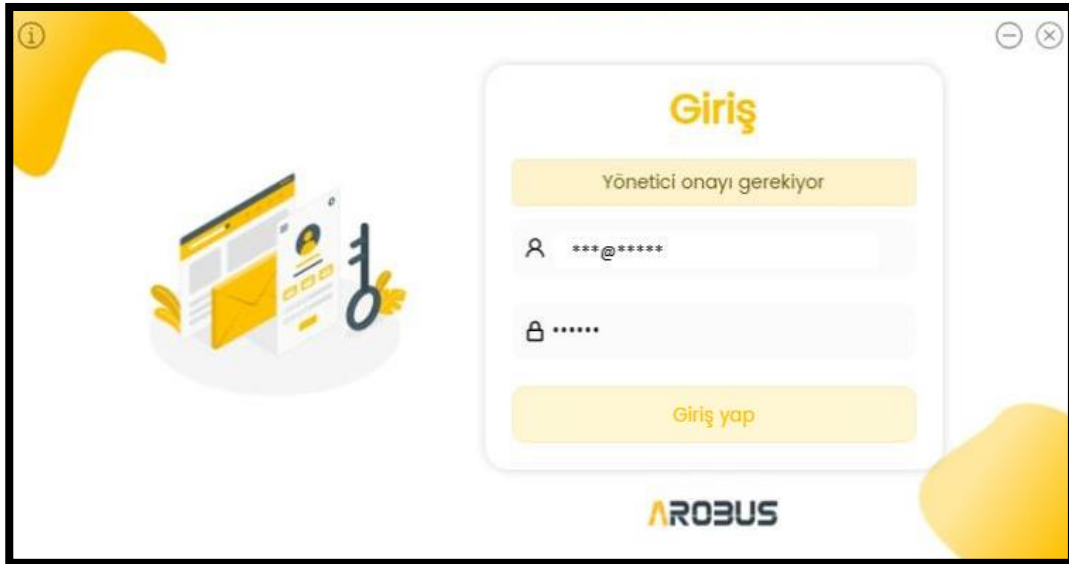 Giriş
Yönetici onayı gerekiyor
***@*****
••••••
Giriş yap
AROBUS